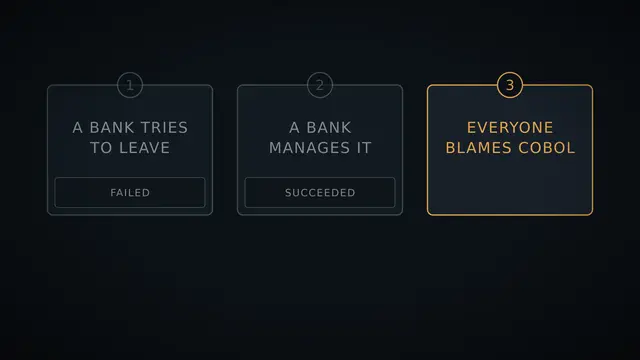 1
A BANK TRIES
TO LEAVE
FAILED
2
A BANK
MANAGES IT
SUCCEEDED
3
EVERYONE
BLAMES COBOL